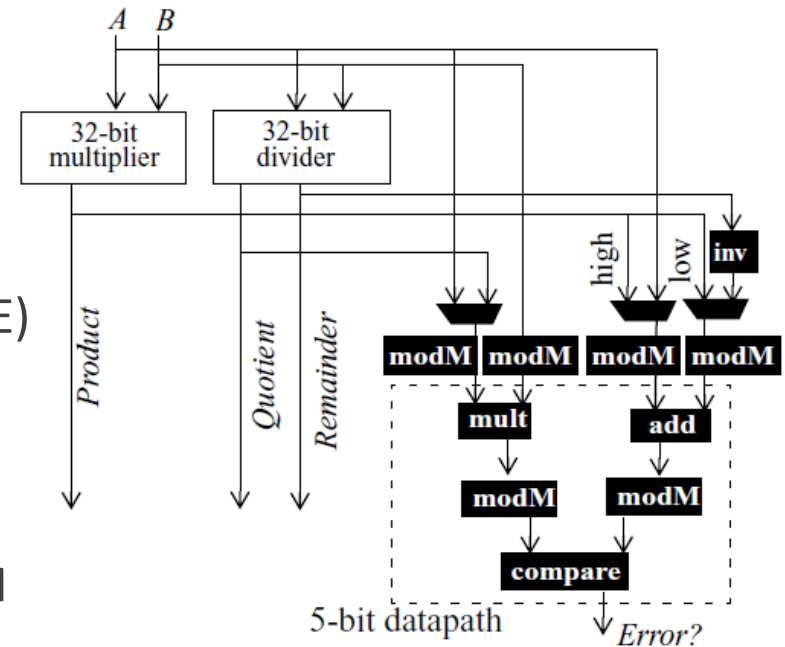 A B
32-bit
multiplier
32-bit
divider
E)
high
low
inv
Product
Quotient
Remainder
modM modM modM modM
mult
add
modM
modM
compare
5-bit datapath
Error?